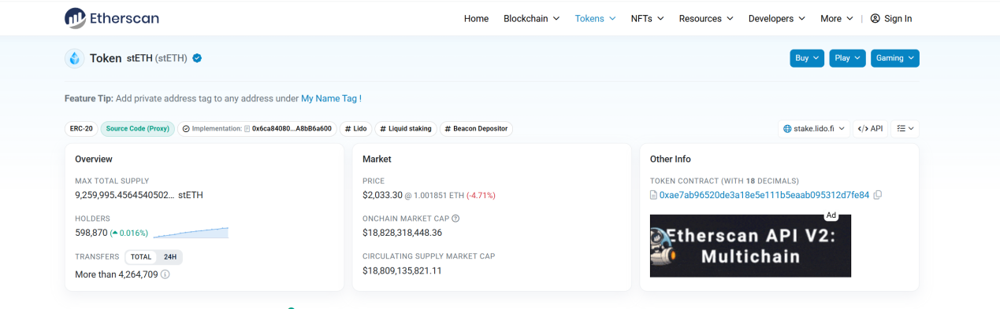 Etherscan
Home Blockchain Tokens NFTs Resources Developers More | Sign In
Token stETH (stETH)
Buy Play Gaming
Feature Tip: Add private address tag to any address under My Name Tag !
ERC-20 Source Code (Proxy) Implementation: 0x6ca84080...A8bB6a600 # Lido # Liquid staking # Beacon Depositor
stake.lido.fi </> API
Overview
MAX TOTAL SUPPLY
9,259,995.4564540502... stETH
HOLDERS
598,870 (0.016%)
TRANSFERS TOTAL 24H
More than 4,264,709
Market
PRICE
$2,033.30 @ 1.001851 ETH (-4.71%)
ONCHAIN MARKET CAP
$18,828,318,448.36
CIRCULATING SUPPLY MARKET CAP
$18,809,135,821.11
Other Info
TOKEN CONTRACT (WITH 18 DECIMALS)
0xae7ab96520de3a18e5e111b5eaab095312d7fe84
Ad
Etherscan API V2:
Multichain